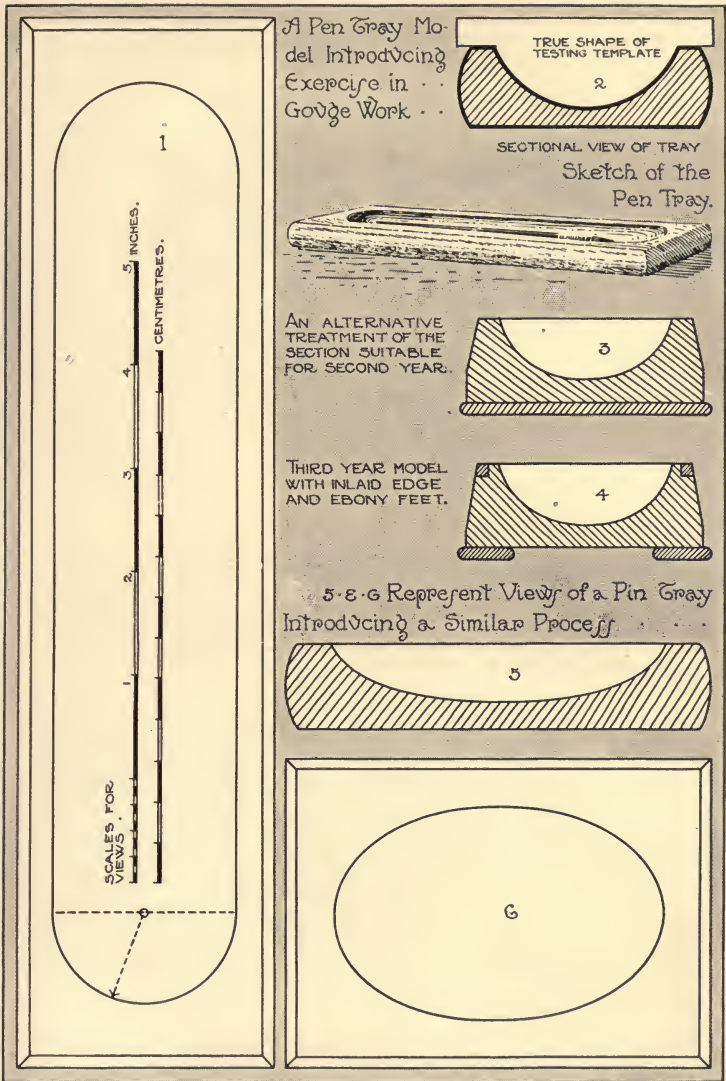 A Pen Tray Mo-
del Introducing
Exercise in · ·
Gouge Work · ·
TRUE SHAPE OF
TESTING TEMPLATE
2
SECTIONAL VIEW OF TRAY
Sketch of the
Pen Tray.
1
5 INCHES.
4
3
2
1
CENTIMETRES.
SCALES FOR
VIEWS.
AN ALTERNATIVE
TREATMENT OF THE
SECTION SUITABLE
FOR SECOND YEAR.
3
THIRD YEAR MODEL
WITH INLAID EDGE
AND EBONY FEET.
4
5·&·6 Represent Views of a Pin Tray
Introducing a Similar Process · · ·
5
6